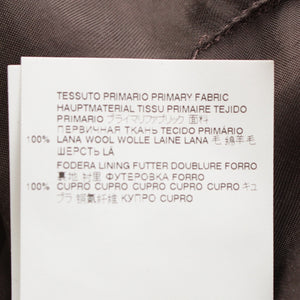 TESSUTO PRIMARIO PRIMARY FABRIC
HAUPTMATERIAL TISSU PRIMAIRE TEJIDO
PRIMARIO プライマリファブリック 面料
ПЕРВИЧНАЯ ТКАНЬ TECIDO PRIMÁRIO
100% LANA WOOL WOLLE LAINE LANA 毛 绵羊毛
ШЕРСТЬ LÃ
FODERA LINING FUTTER DOUBLURE FORRO
裏地 衬里 ФУТЕРОВКА FORRO
100% CUPRO CUPRO CUPRO CUPRO CUPRO キュ
プラ 铜氨纤维 КУПРО CUPRO